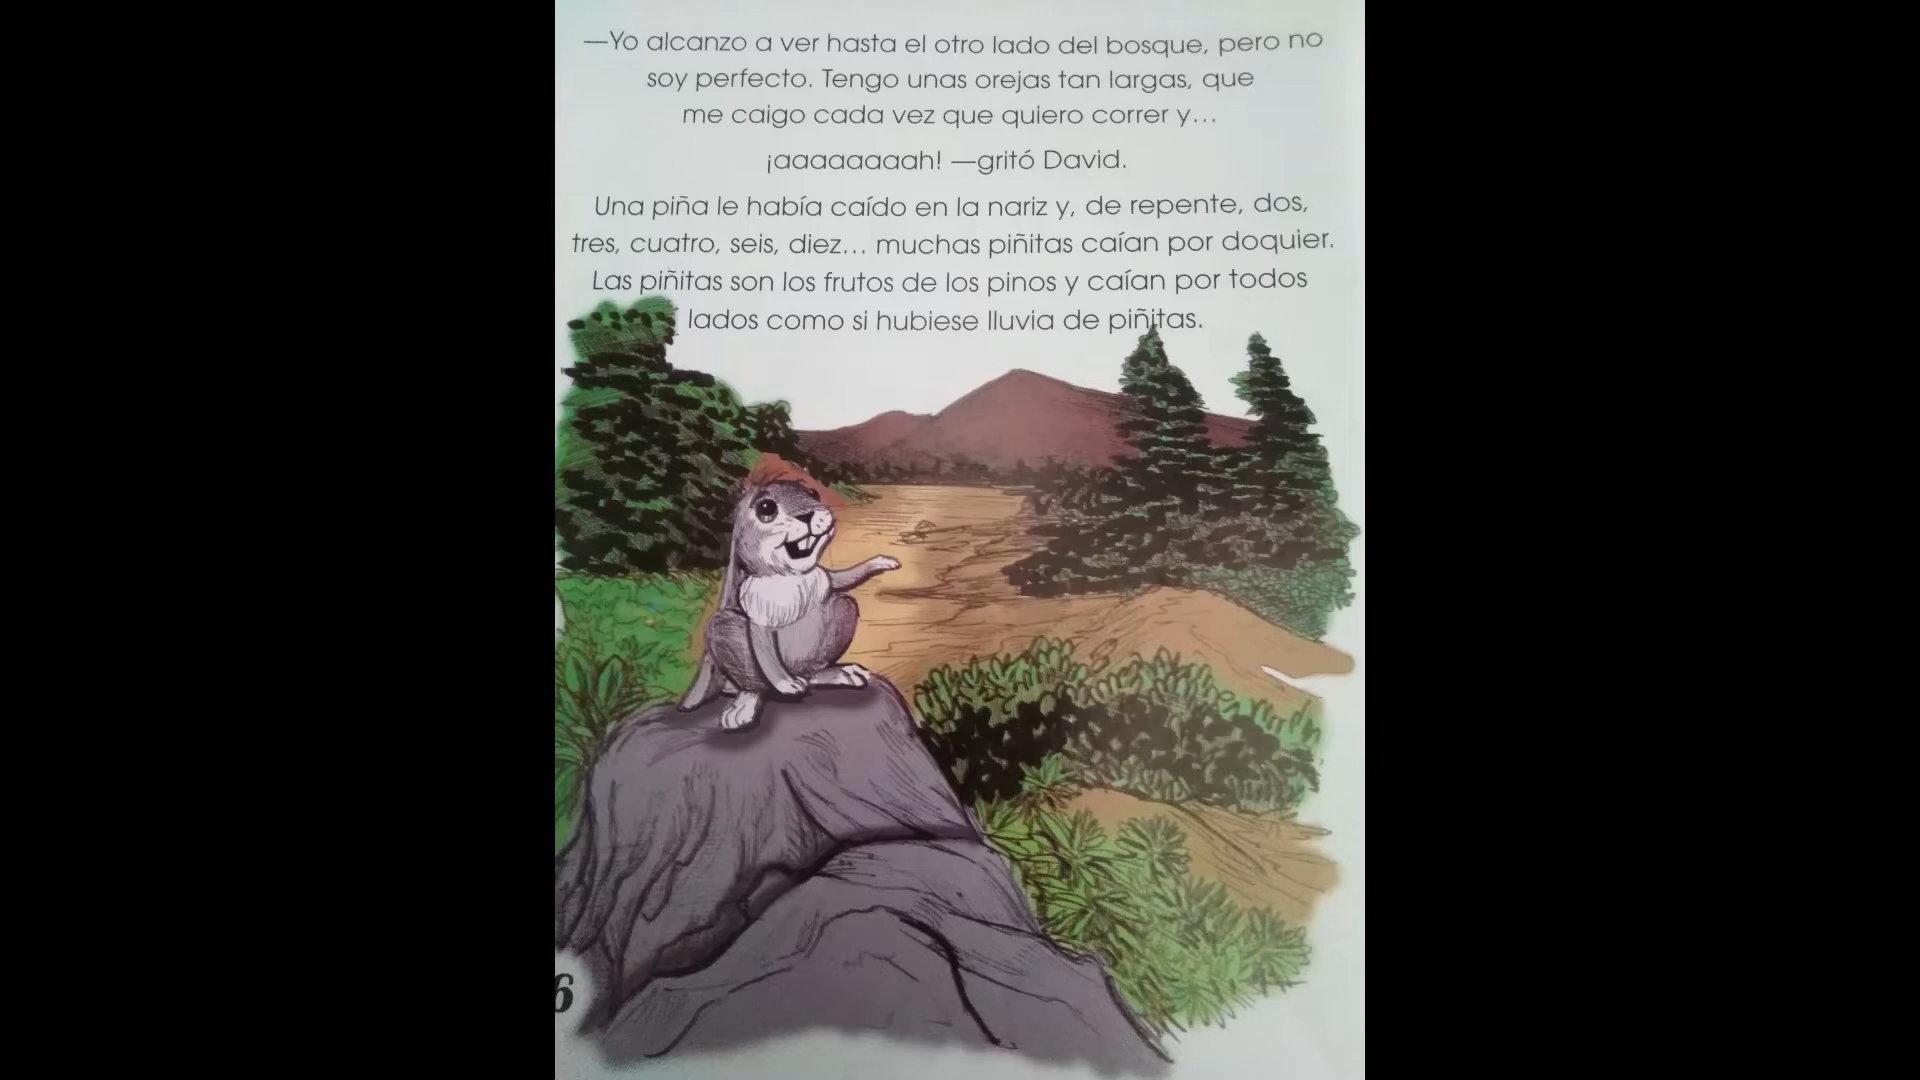 —Yo alcanzo a ver hasta el otro lado del bosque, pero no
soy perfecto. Tengo unas orejas tan largas, que
me caigo cada vez que quiero correr y...
¡aaaaaaaah! —gritó David.
Una piña le había caído en la nariz y, de repente, dos,
tres, cuatro, seis, diez... muchas piñitas caían por doquier.
Las piñitas son los frutos de los pinos y caían por todos
lados como si hubiese lluvia de piñitas.
6